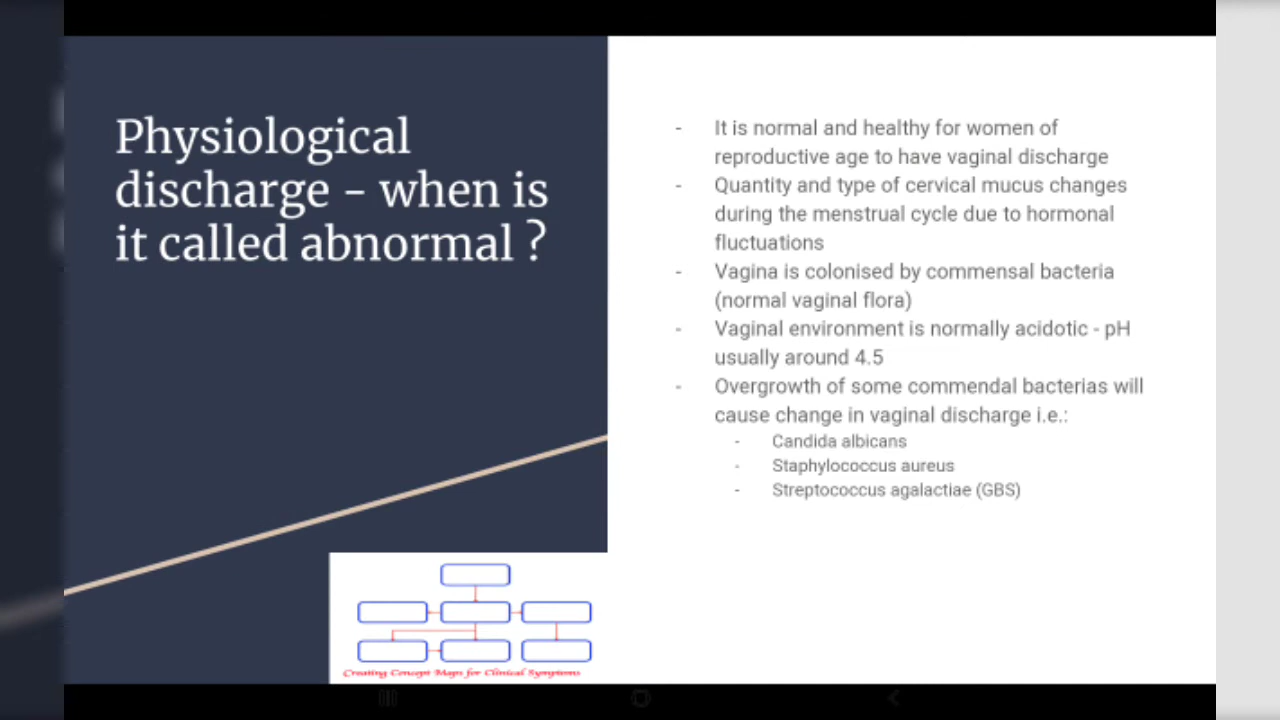 Physiological
discharge - when is
it called abnormal ?
- It is normal and healthy for women of
reproductive age to have vaginal discharge
- Quantity and type of cervical mucus changes
during the menstrual cycle due to hormonal
fluctuations
- Vagina is colonised by commensal bacteria
(normal vaginal flora)
- Vaginal environment is normally acidotic - pH
usually around 4.5
- Overgrowth of some commendal bacterias will
cause change in vaginal discharge i.e.:
- Candida albicans
- Staphylococcus aureus
- Streptococcus agalactiae (GBS)
Creating Concept Maps for Clinical Symptoms